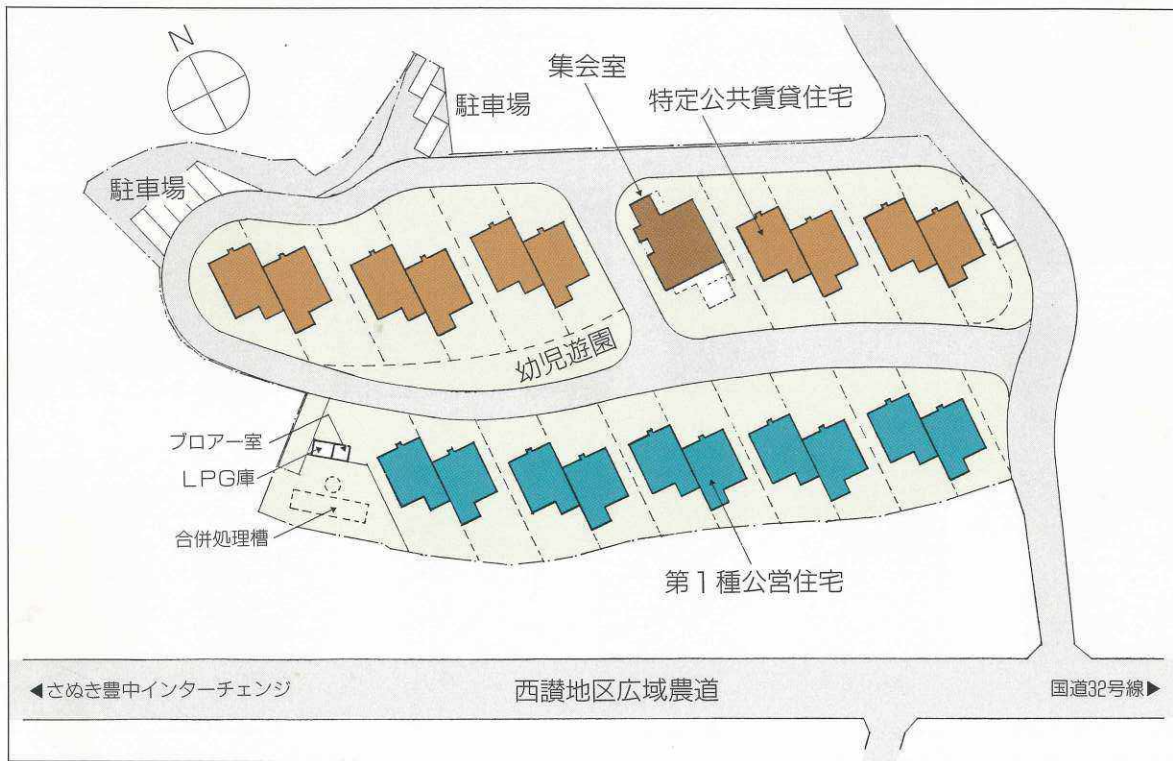 N
集会室
駐車場
特定公共賃貸住宅
駐車場
幼児遊園
ブロアー室
LPG庫
合併処理槽
第1種公営住宅
◀さぬき豊中インターチェンジ
西讃地区広域農道
国道32号線▶